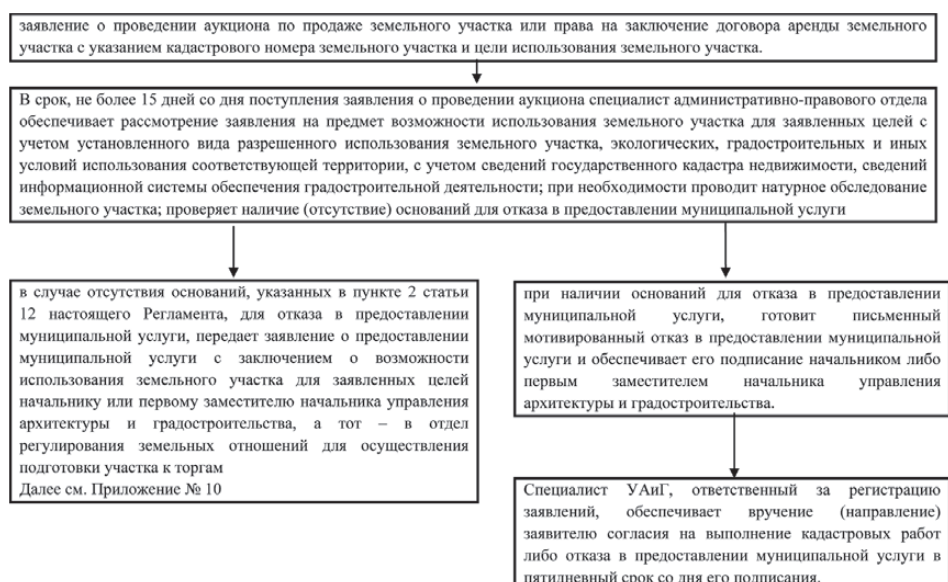 заявление о проведении аукциона по продаже земельного участка или права на заключение договора аренды земельного
участка с указанием кадастрового номера земельного участка и цели использования земельного участка.
В срок, не более 15 дней со дня поступления заявления о проведении аукциона специалист административно-правового отдела
обеспечивает рассмотрение заявления на предмет возможности использования земельного участка для заявленных целей с
учетом установленного вида разрешенного использования земельного участка, экологических, градостроительных и иных
условий использования соответствующей территории, с учетом сведений государственного кадастра недвижимости, сведений
информационной системы обеспечения градостроительной деятельности; при необходимости проводит натурное обследование
земельного участка; проверяет наличие (отсутствие) оснований для отказа в предоставлении муниципальной услуги
в случае отсутствия оснований, указанных в пункте 2 статьи
12 настоящего Регламента, для отказа в предоставлении
муниципальной услуги, передает заявление о предоставлении
муниципальной услуги с заключением о возможности
использования земельного участка для заявленных целей
начальнику или первому заместителю начальника управления
архитектуры и градостроительства, а тот – в отдел
регулирования земельных отношений для осуществления
подготовки участка к торгам
Далее см. Приложение № 10
при наличии оснований для отказа в предоставлении
муниципальной услуги, готовит письменный
мотивированный отказ в предоставлении муниципальной
услуги и обеспечивает его подписание начальником либо
первым заместителем начальника управления
архитектуры и градостроительства.
Специалист УАиГ, ответственный за регистрацию
заявлений, обеспечивает вручение (направление)
заявителю согласия на выполнение кадастровых работ
либо отказа в предоставлении муниципальной услуги в
пятидневный срок со дня его подписания.